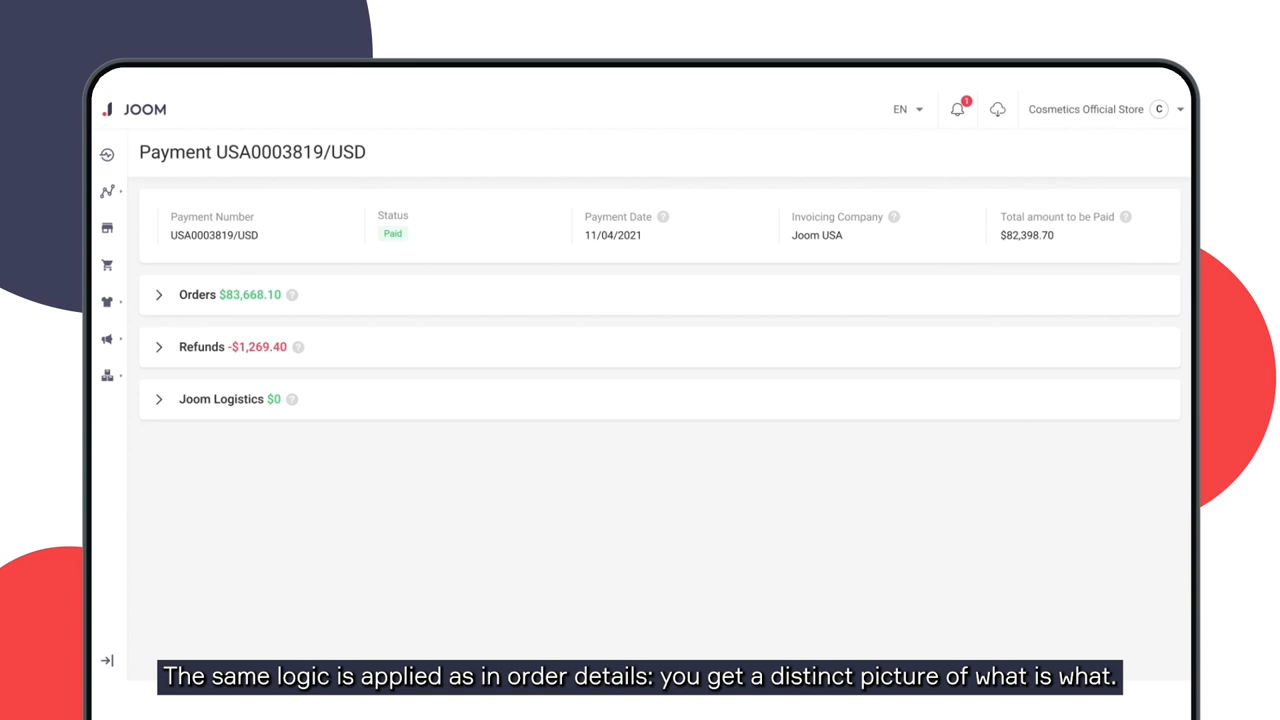 JOOM
EN
1
Cosmetics Official Store C
Payment USA0003819/USD
Payment Number
USA0003819/USD
Status
Paid
Payment Date ?
11/04/2021
Invoicing Company ?
Joom USA
Total amount to be Paid ?
$82,398.70
Orders $83,668.10 ?
Refunds -$1,269.40 ?
Joom Logistics $0 ?
The same logic is applied as in order details: you get a distinct picture of what is what.